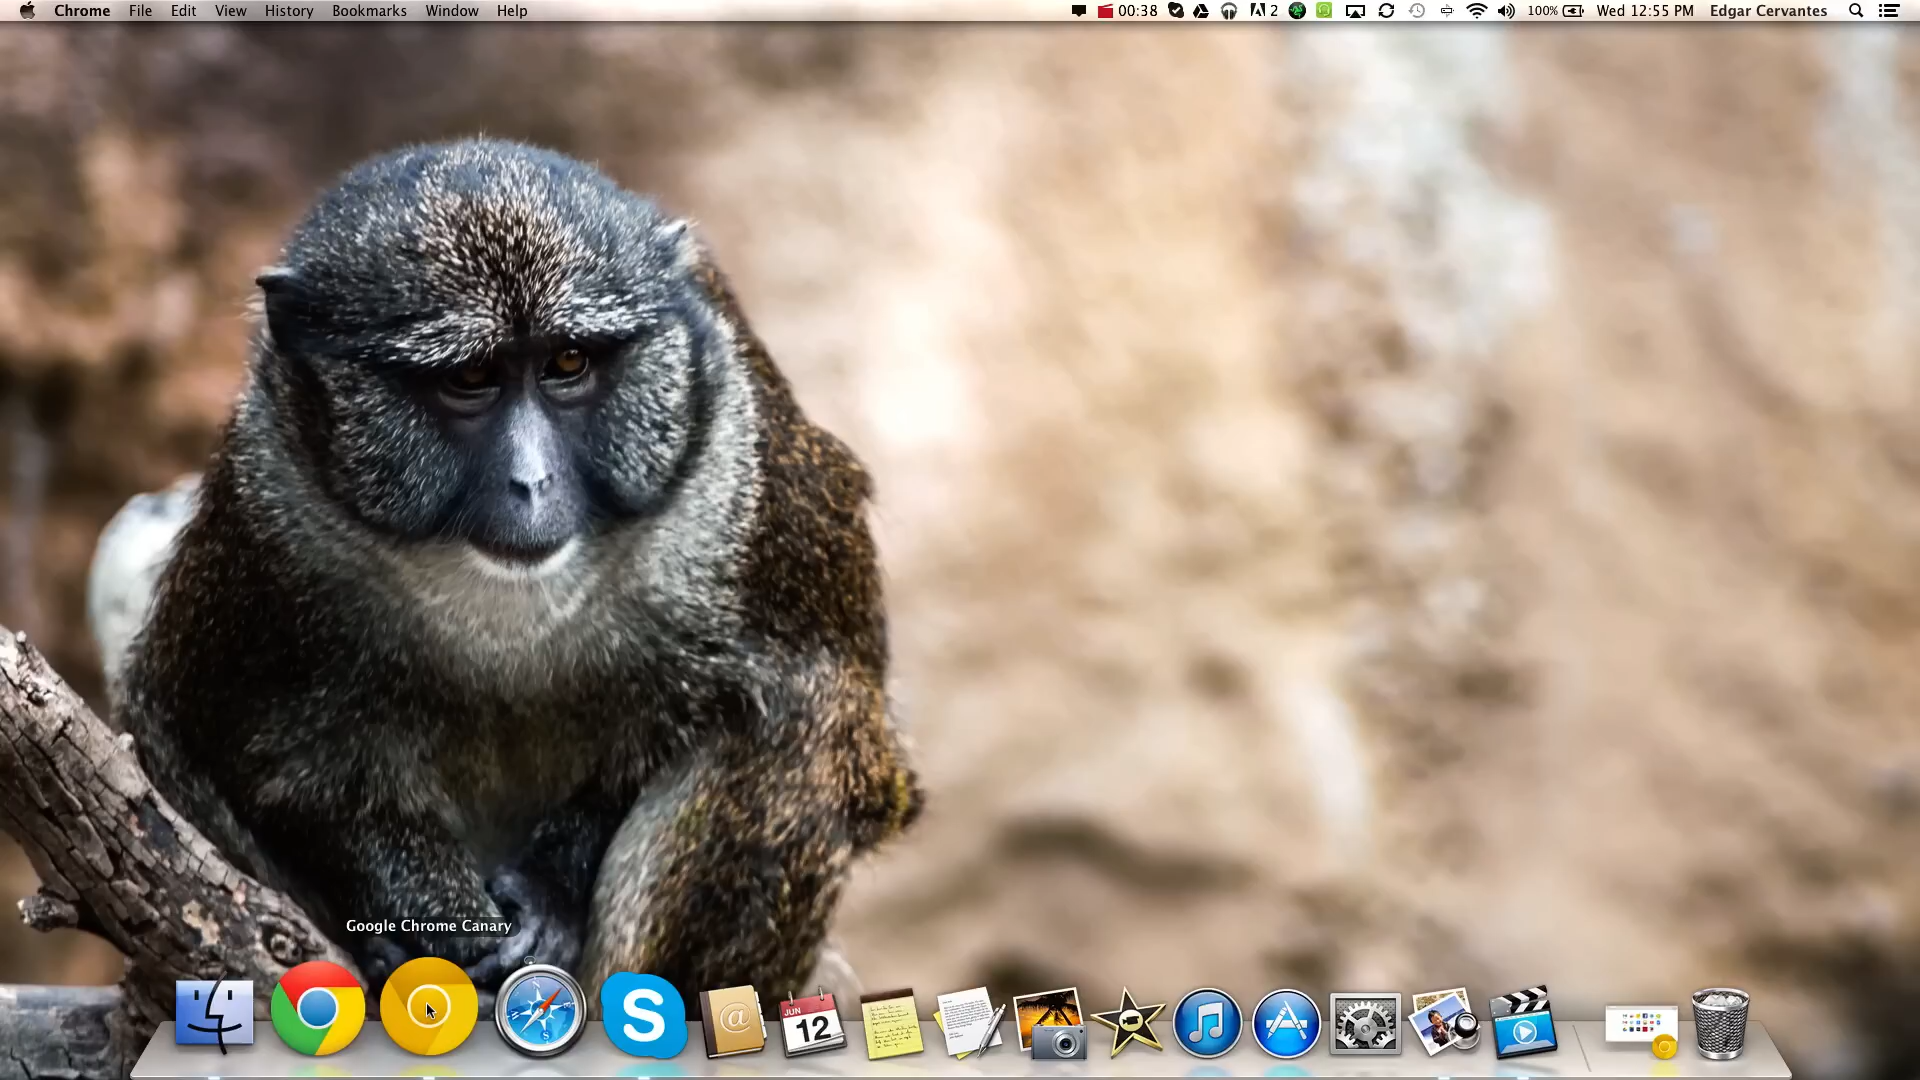 Chrome File Edit View History Bookmarks Window Help 00:38 2 100% Wed 12:55 PM Edgar Cervantes
Google Chrome Canary
S
@
JUN
12